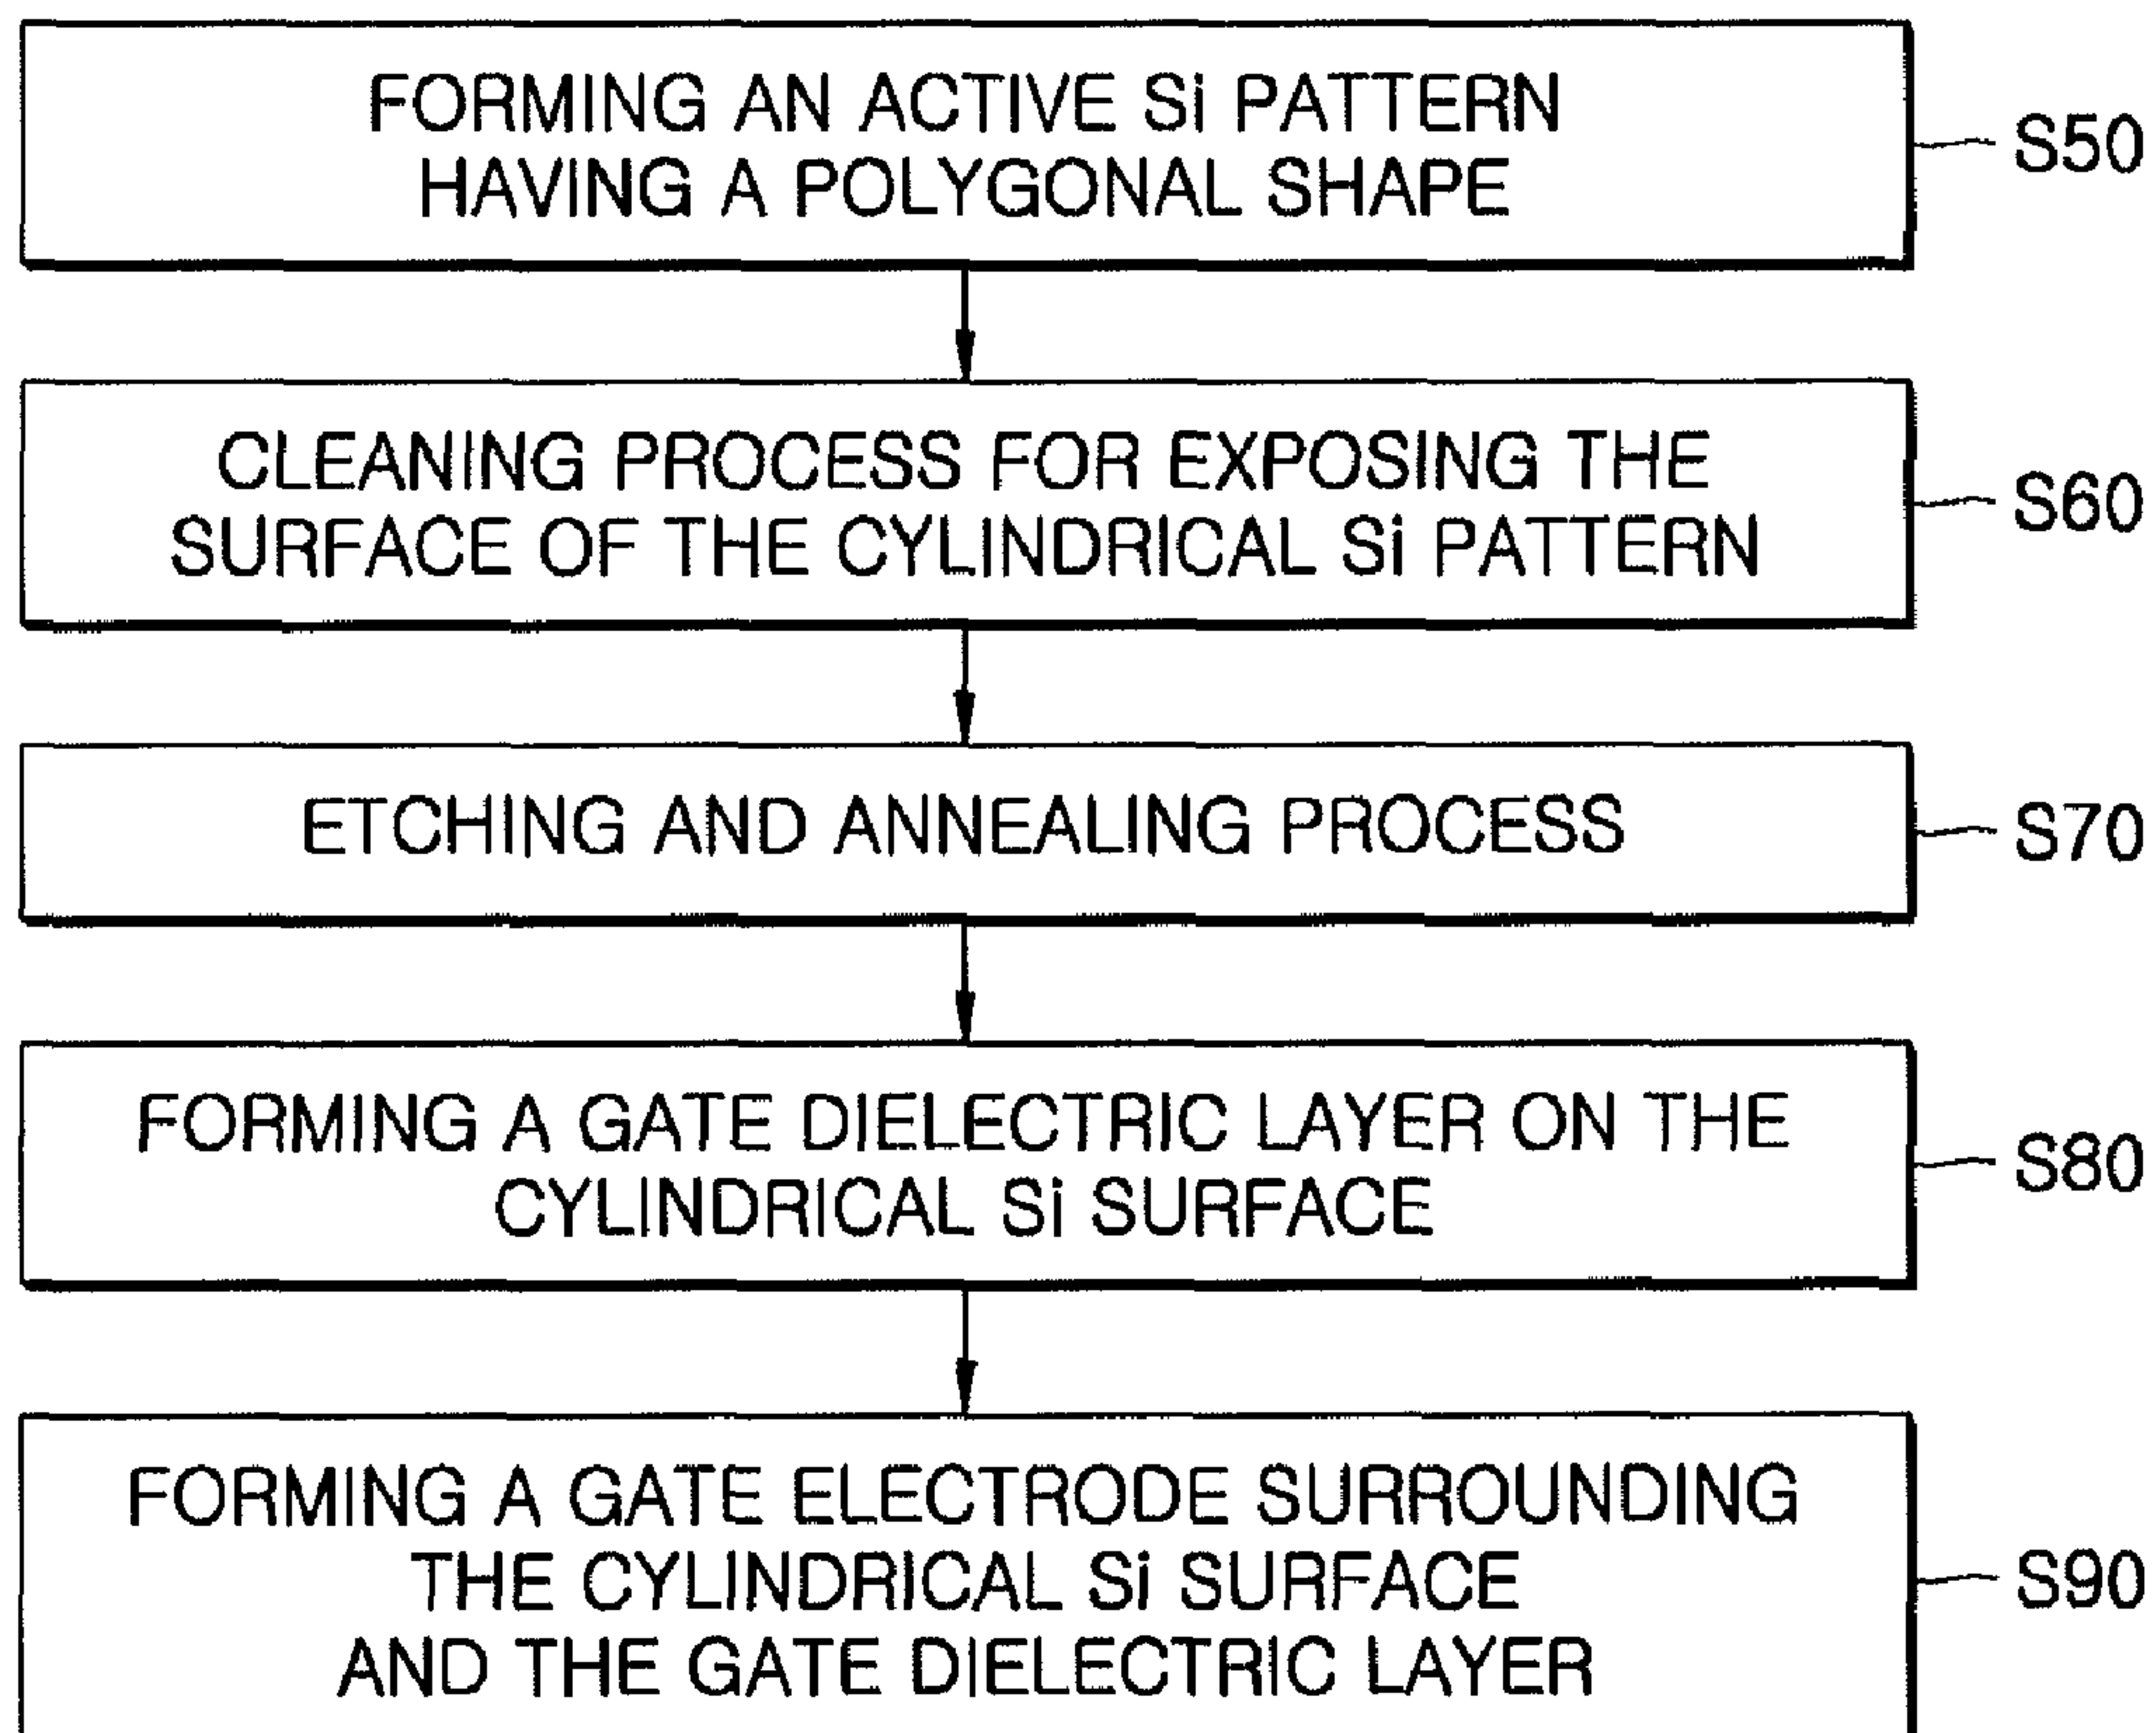 FORMING AN ACTIVE Si PATTERN
HAVING A POLYGONAL SHAPE
S50
CLEANING PROCESS FOR EXPOSING THE
SURFACE OF THE CYLINDRICAL Si PATTERN
S60
ETCHING AND ANNEALING PROCESS
S70
FORMING A GATE DIELECTRIC LAYER ON THE
CYLINDRICAL Si SURFACE
S80
FORMING A GATE ELECTRODE SURROUNDING
THE CYLINDRICAL Si SURFACE
AND THE GATE DIELECTRIC LAYER
S90